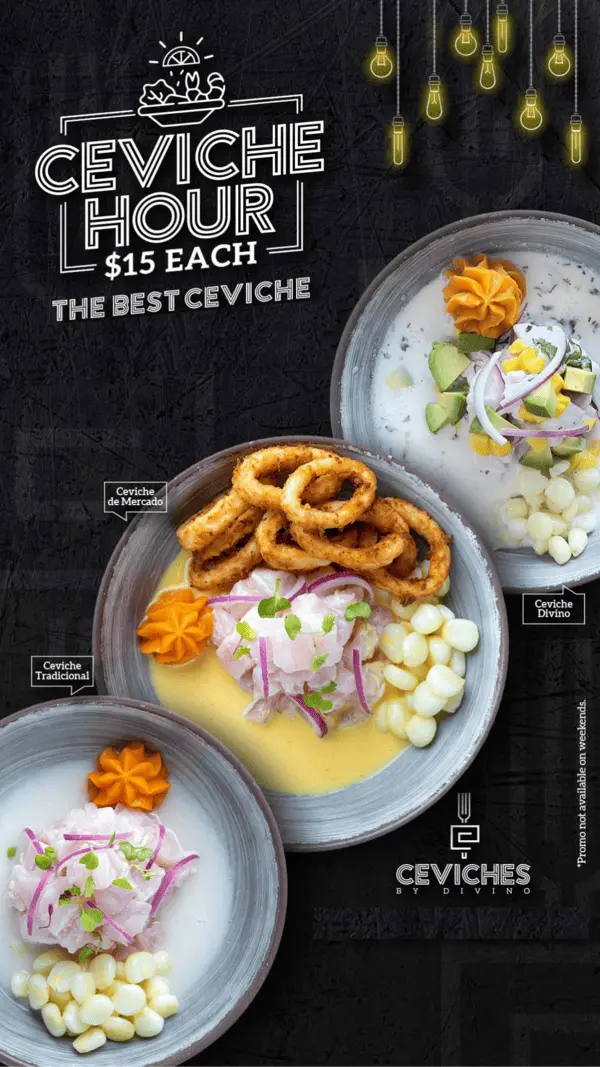 CEVICHE
HOUR
$15 EACH
THE BEST CEVICHE
Ceviche
de Mercado
Ceviche
Divino
Ceviche
Tradicional
*Promo not available on weekends.
CEVICHES
BY DIVINO